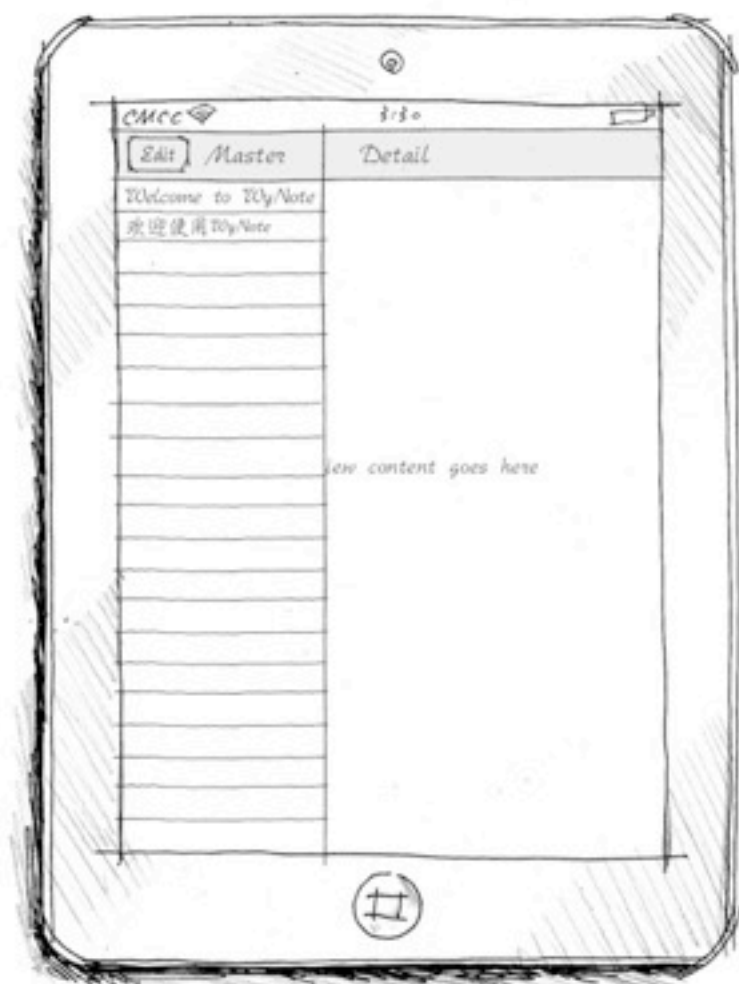 CMCC
3:30
Edit Master
Detail
Welcome to WyNote
欢迎使用WyNote
iew content goes here